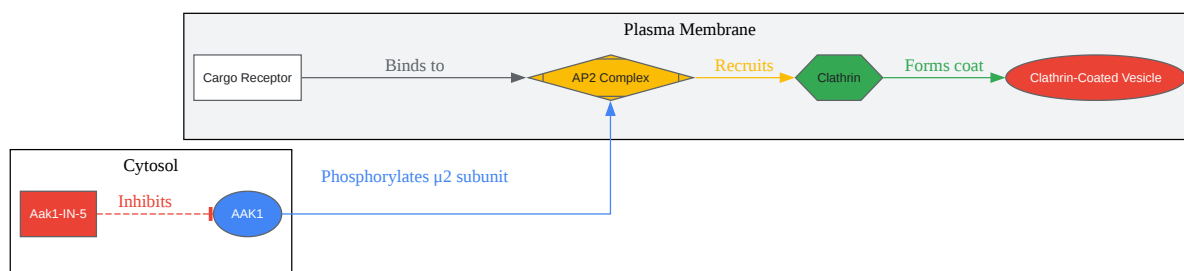 Plasma Membrane
Cargo Receptor
Binds to
AP2 Complex
Recruits
Clathrin
Forms coat
Clathrin-Coated Vesicle
Cytosol
Aak1-IN-5
Inhibits
AAK1
Phosphorylates μ2 subunit